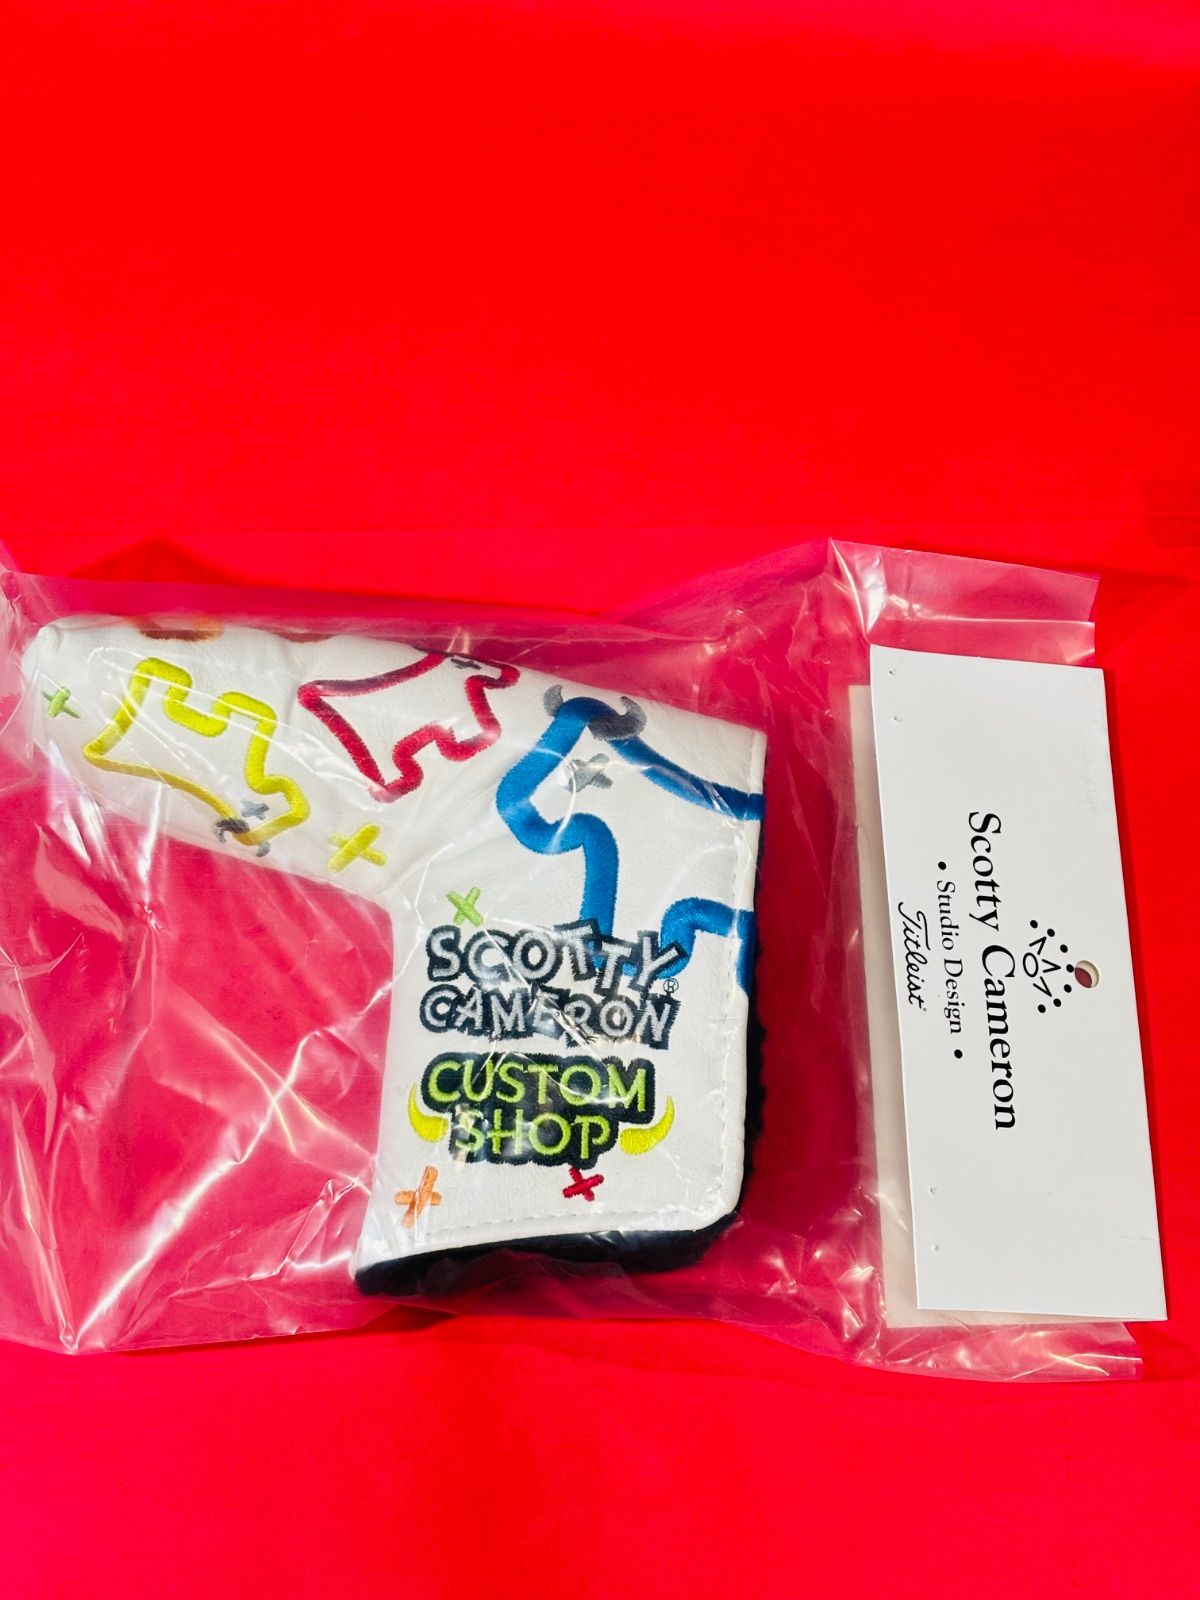 SCOTTY®
CAMERON
CUSTOM
SHOP
Scotty Cameron
• Studio Design •
Titleist